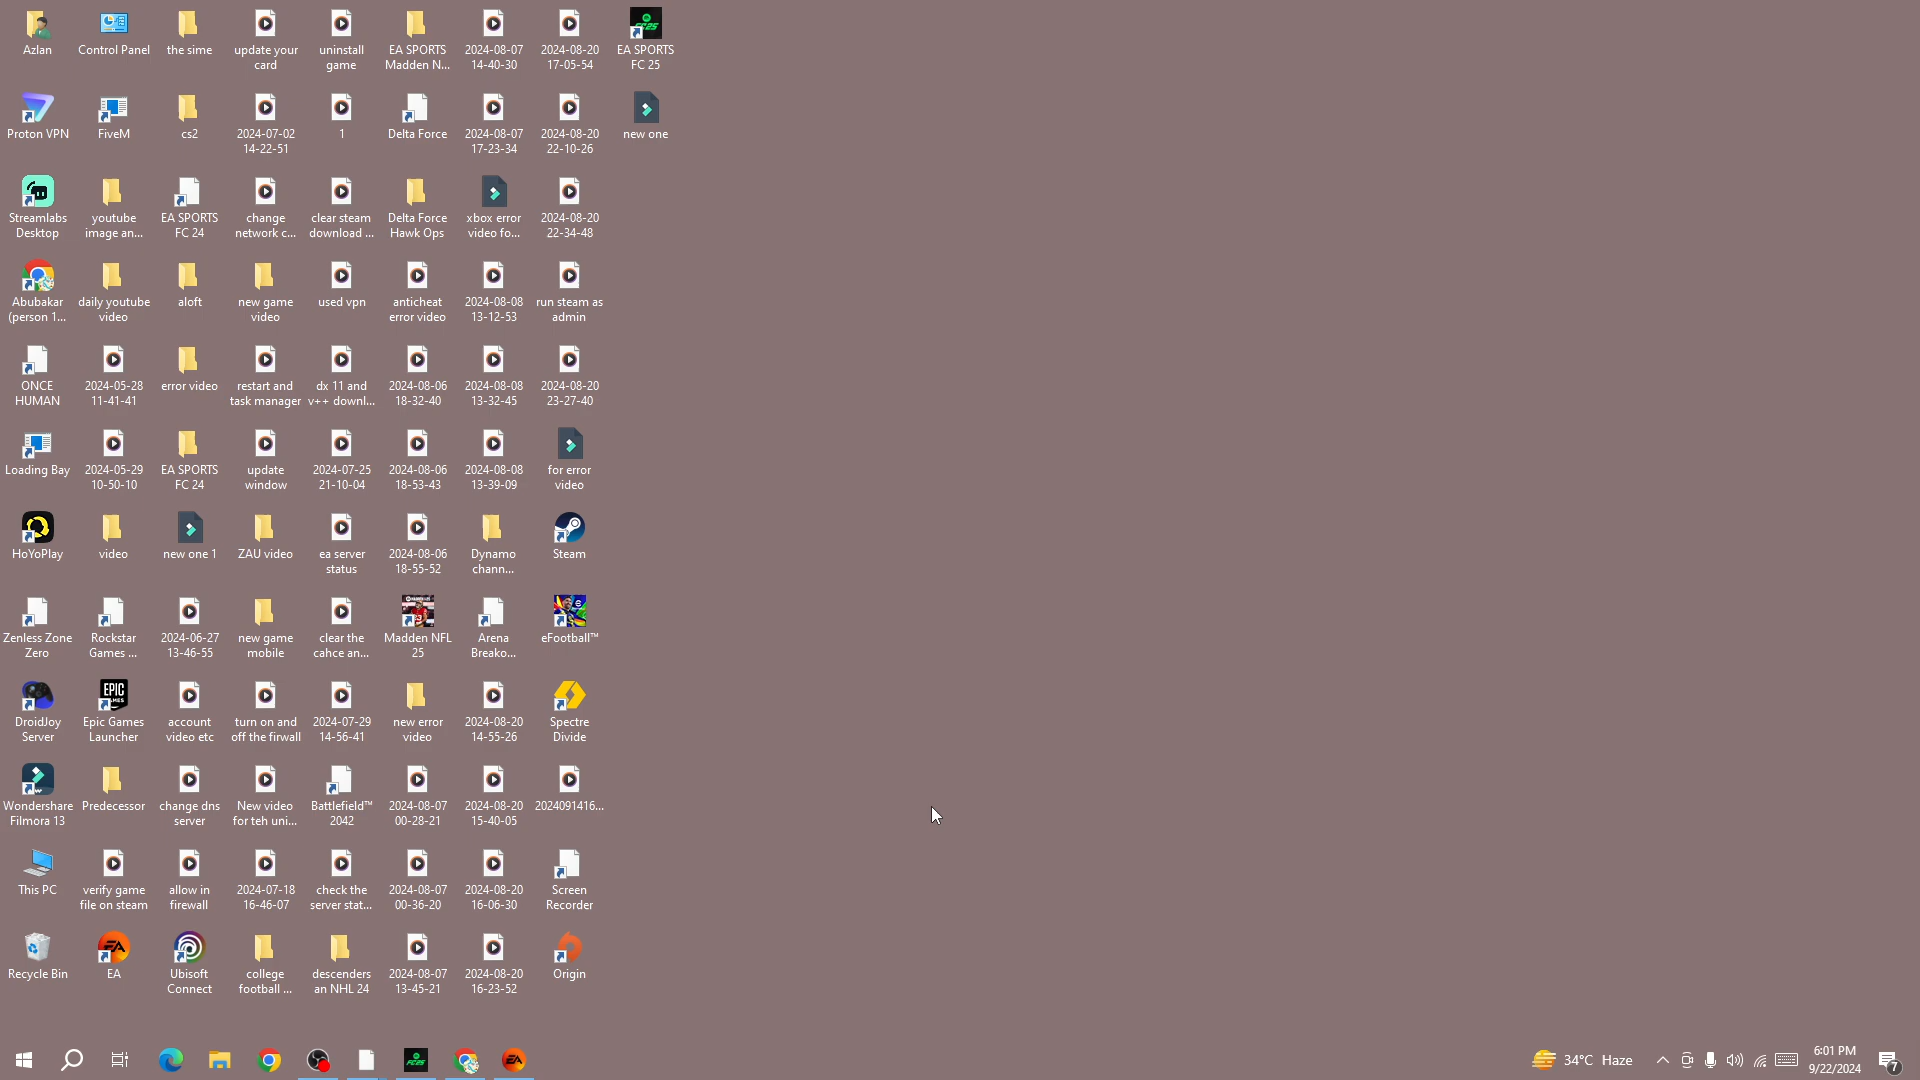 Azlan
Control Panel
the sime
update your
card
uninstall
game
EA SPORTS
Madden N...
2024-08-07
14-40-30
2024-08-20
17-05-54
FC25
EA SPORTS
FC 25
Proton VPN
FiveM
cs2
2024-07-02
14-22-51
1
Delta Force
2024-08-07
17-23-34
2024-08-20
22-10-26
new one
Streamlabs
Desktop
youtube
image an...
EA SPORTS
FC 24
change
network c...
clear steam
download ...
Delta Force
Hawk Ops
xbox error
video fo...
2024-08-20
22-34-48
Abubakar
(person 1...
daily youtube
video
aloft
new game
video
used vpn
anticheat
error video
2024-08-08
13-12-53
run steam as
admin
ONCE
HUMAN
2024-05-28
11-41-41
error video
restart and
task manager
dx 11 and
v++ downl...
2024-08-06
18-32-40
2024-08-08
13-32-45
2024-08-20
23-27-40
Loading Bay
2024-05-29
10-50-10
EA SPORTS
FC 24
update
window
2024-07-25
21-10-04
2024-08-06
18-53-43
2024-08-08
13-39-09
for error
video
HoYoPlay
video
new one 1
ZAU video
ea server
status
2024-08-06
18-55-52
Dynamo
chann...
Steam
Zenless Zone
Zero
Rockstar
Games ...
2024-06-27
13-46-55
new game
mobile
clear the
cahce an...
Madden NFL
25
Arena
Breako...
eFootball™
DroidJoy
Server
EPIC
GAMES
Epic Games
Launcher
account
video etc
turn on and
off the firwall
2024-07-29
14-56-41
new error
video
2024-08-20
14-55-26
Spectre
Divide
Wondershare
Filmora 13
Predecessor
change dns
server
New video
for teh uni...
Battlefield™
2042
2024-08-07
00-28-21
2024-08-20
15-40-05
2024091416...
This PC
verify game
file on steam
allow in
firewall
2024-07-18
16-46-07
check the
server stat...
2024-08-07
00-36-20
2024-08-20
16-06-30
Screen
Recorder
Recycle Bin
EA
EA
Ubisoft
Connect
college
football ...
descenders
an NHL 24
2024-08-07
13-45-21
2024-08-20
16-23-52
Origin
FC25
EA
34°C Haze
6:01 PM
9/22/2024
7